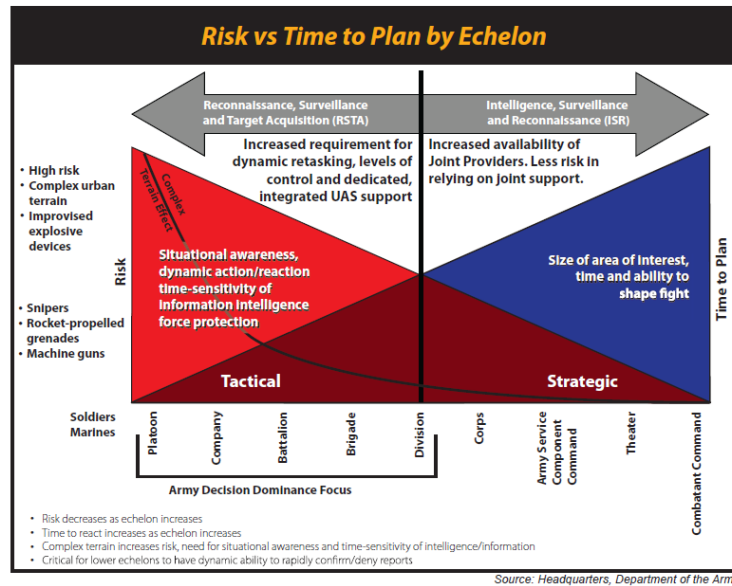 Risk vs Time to Plan by Echelon
Reconnaissance, Surveillance
and Target Acquisition (RSTA)
Intelligence, Surveillance
and Reconnaissance (ISR)
Increased requirement for
dynamic retasking, levels of
control and dedicated,
integrated UAS support
Increased availability of
Joint Providers. Less risk in
relying on joint support.
• High risk
• Complex urban
terrain
• Improvised
explosive
devices
• Snipers
• Rocket-propelled
grenades
• Machine guns
Risk
Complex
Terrain Effect
Situational awareness,
dynamic action/reaction
time-sensitivity of
Information Intelligence
force protection
Size of area of interest,
time and ability to
shape fight
Time to Plan
Tactical
Strategic
Soldiers
Marines
Platoon
Company
Battalion
Brigade
Division
Corps
Army Service
Component
Command
Theater
Combatant Command
Army Decision Dominance Focus
• Risk decreases as echelon increases
• Time to react increases as echelon increases
• Complex terrain increases risk, need for situational awareness and time-sensitivity of intelligence/information
• Critical for lower echelons to have dynamic ability to rapidly confirm/deny reports
Source: Headquarters, Department of the Arm